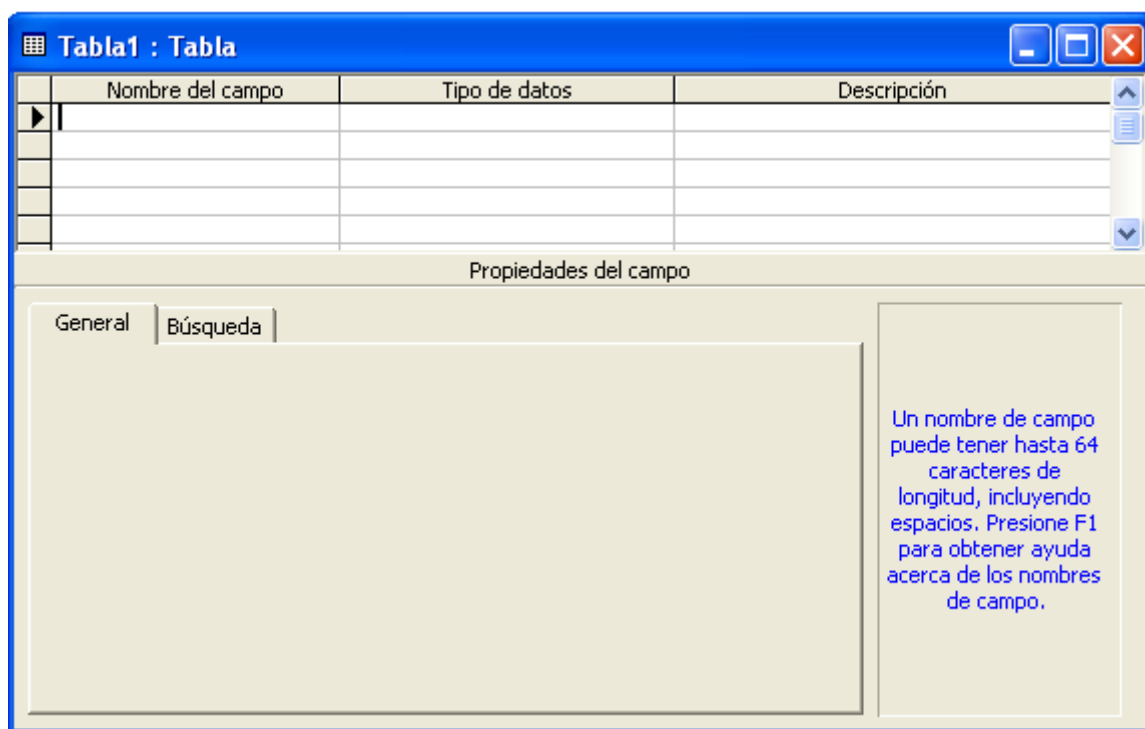 Tabla1 : Tabla
Nombre del campo Tipo de datos Descripción
Propiedades del campo
General Búsqueda
Un nombre de campo
puede tener hasta 64
caracteres de
longitud, incluyendo
espacios. Presione F1
para obtener ayuda
acerca de los nombres
de campo.